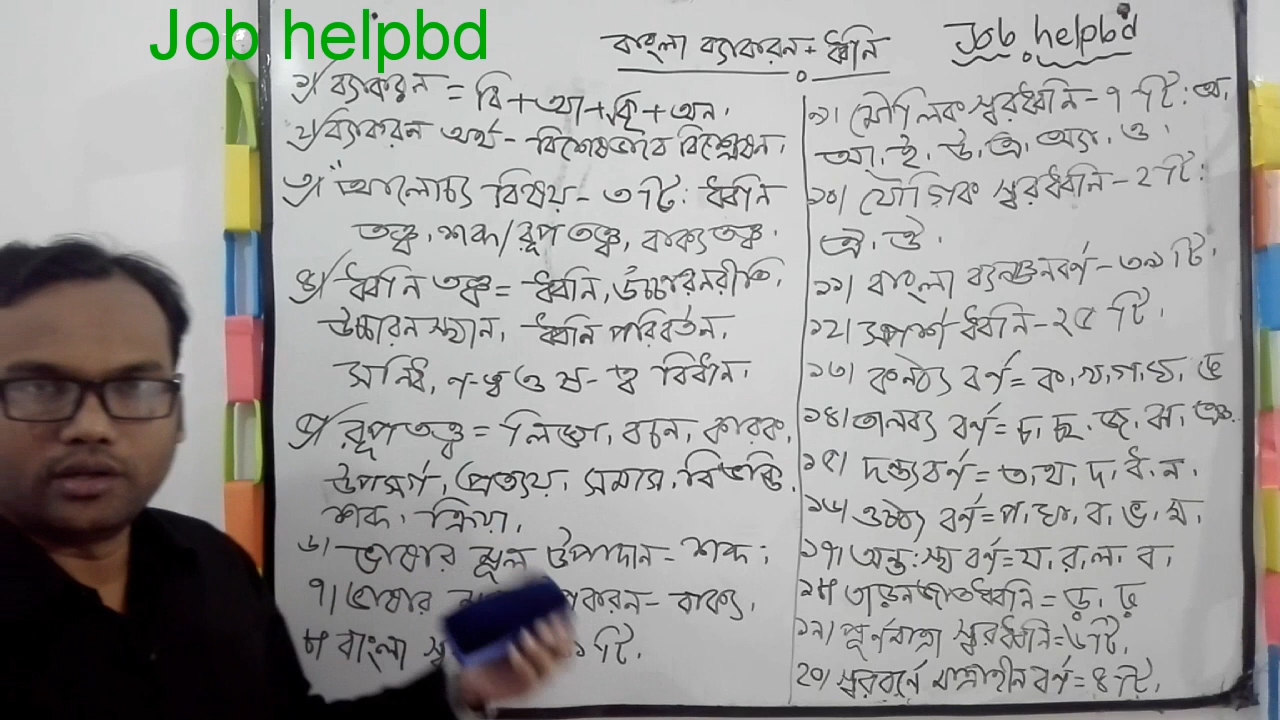 Job helpbd
বাংলা ব্যাকরন + ধ্বনি
Job helpbd
১/ ব্যাকরন = বি + আ + কৃ + অন.
২/ ব্যাকরন অর্থ - বিশেষভাবে বিশ্লেষন.
৩/ " আলোচ্য বিষয় - ৩টি: ধ্বনি
তত্ত্ব, শব্দ/রূপতত্ত্ব, বাক্যতত্ত্ব.
৪/ ধ্বনি তত্ত্ব = ধ্বনি, উচ্চারনরীতি,
উচ্চারন স্থান, ধ্বনি পরিবর্তন,
সন্ধি, ণ-ত্ব ও ষ-ত্ব বিধান.
৫/ রূপতত্ত্ব = লিঙ্গ, বচন, কারক,
উপসর্গ, প্রত্যয়, সমাস, বিভক্তি,
শব্দ, ক্রিয়া,
৬/ ভাষার মূল উপাদান - শব্দ;
৭/ ভাষার করন - বাক্য,
৮/ বাংলা টি.
৯/ মৌলিক স্বরধ্বনি - ৭টি: অ,
আ, ই, উ, এ, অ্যা, ও.
১০/ যৌগিক স্বরধ্বনি - ২টি:
ঐ, ঔ.
১১/ বাংলা ব্যঞ্জনবর্ণ - ৩৯টি.
১২/ স্পর্শ ধ্বনি - ২৫টি.
১৩/ কন্ঠ্য বর্ণ = ক, খ, গ, ঘ, ঙ
১৪/ তালব্য বর্ণ = চ, ছ, জ, ঝ, ঞ.
১৫/ দন্ত্যবর্ণ = ত, থ, দ, ধ, ন.
১৬/ ওষ্ঠ্য বর্ণ = প, ফ, ব, ভ, ম.
১৭/ অন্ত:স্থ বর্ণ = য, র, ল, ব,
১৮/ তাড়নজাত ধ্বনি = ড়, ঢ়
১৯/ পূর্ণমাত্রা স্বরধ্বনি = ৬টি.
২০/ স্বরবর্নে মাত্রাহীন বর্ণ = ৪টি.